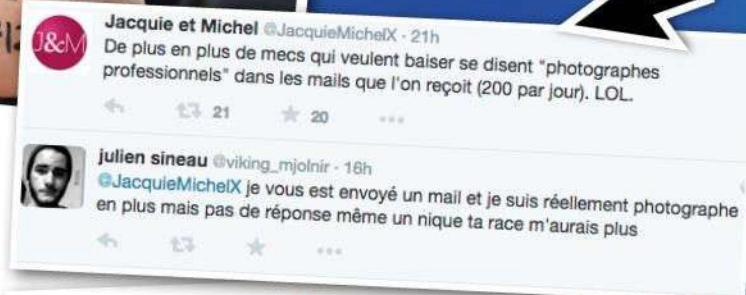 J&M
Jacquie et Michel @JacquieMichelX · 21h
De plus en plus de mecs qui veulent baiser se disent "photographes
professionnels" dans les mails que l'on reçoit (200 par jour). LOL.
21 20
julien sineau @viking_mjolnir · 16h
@JacquieMichelX je vous est envoyé un mail et je suis réellement photographe
en plus mais pas de réponse même un nique ta race m'aurais plus